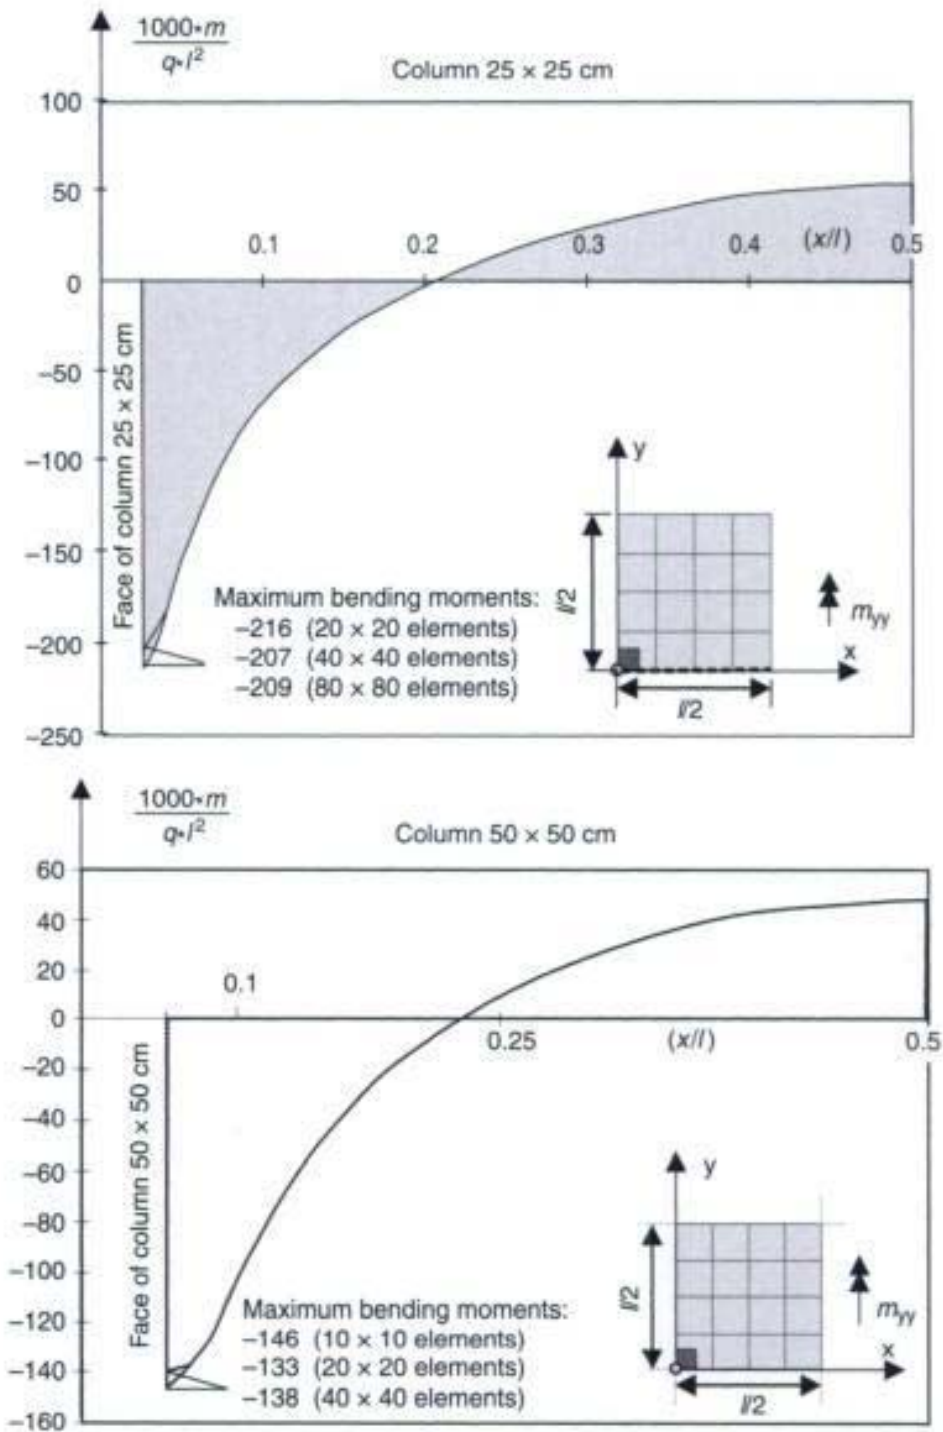 1000•m
q•l²
Column 25 × 25 cm
100
50
0.1 0.2 0.3 0.4 (x/l) 0.5
0
−50
−100
−150
−200
−250
Face of column 25 × 25 cm
Maximum bending moments:
−216 (20 × 20 elements)
−207 (40 × 40 elements)
−209 (80 × 80 elements)
y
l/2
m_yy
x
l/2
1000•m
q•l²
Column 50 × 50 cm
60
40
20
0.1
0
0.25 (x/l) 0.5
−20
−40
−60
−80
−100
−120
−140
−160
Face of column 50 × 50 cm
Maximum bending moments:
−146 (10 × 10 elements)
−133 (20 × 20 elements)
−138 (40 × 40 elements)
y
l/2
m_yy
x
l/2